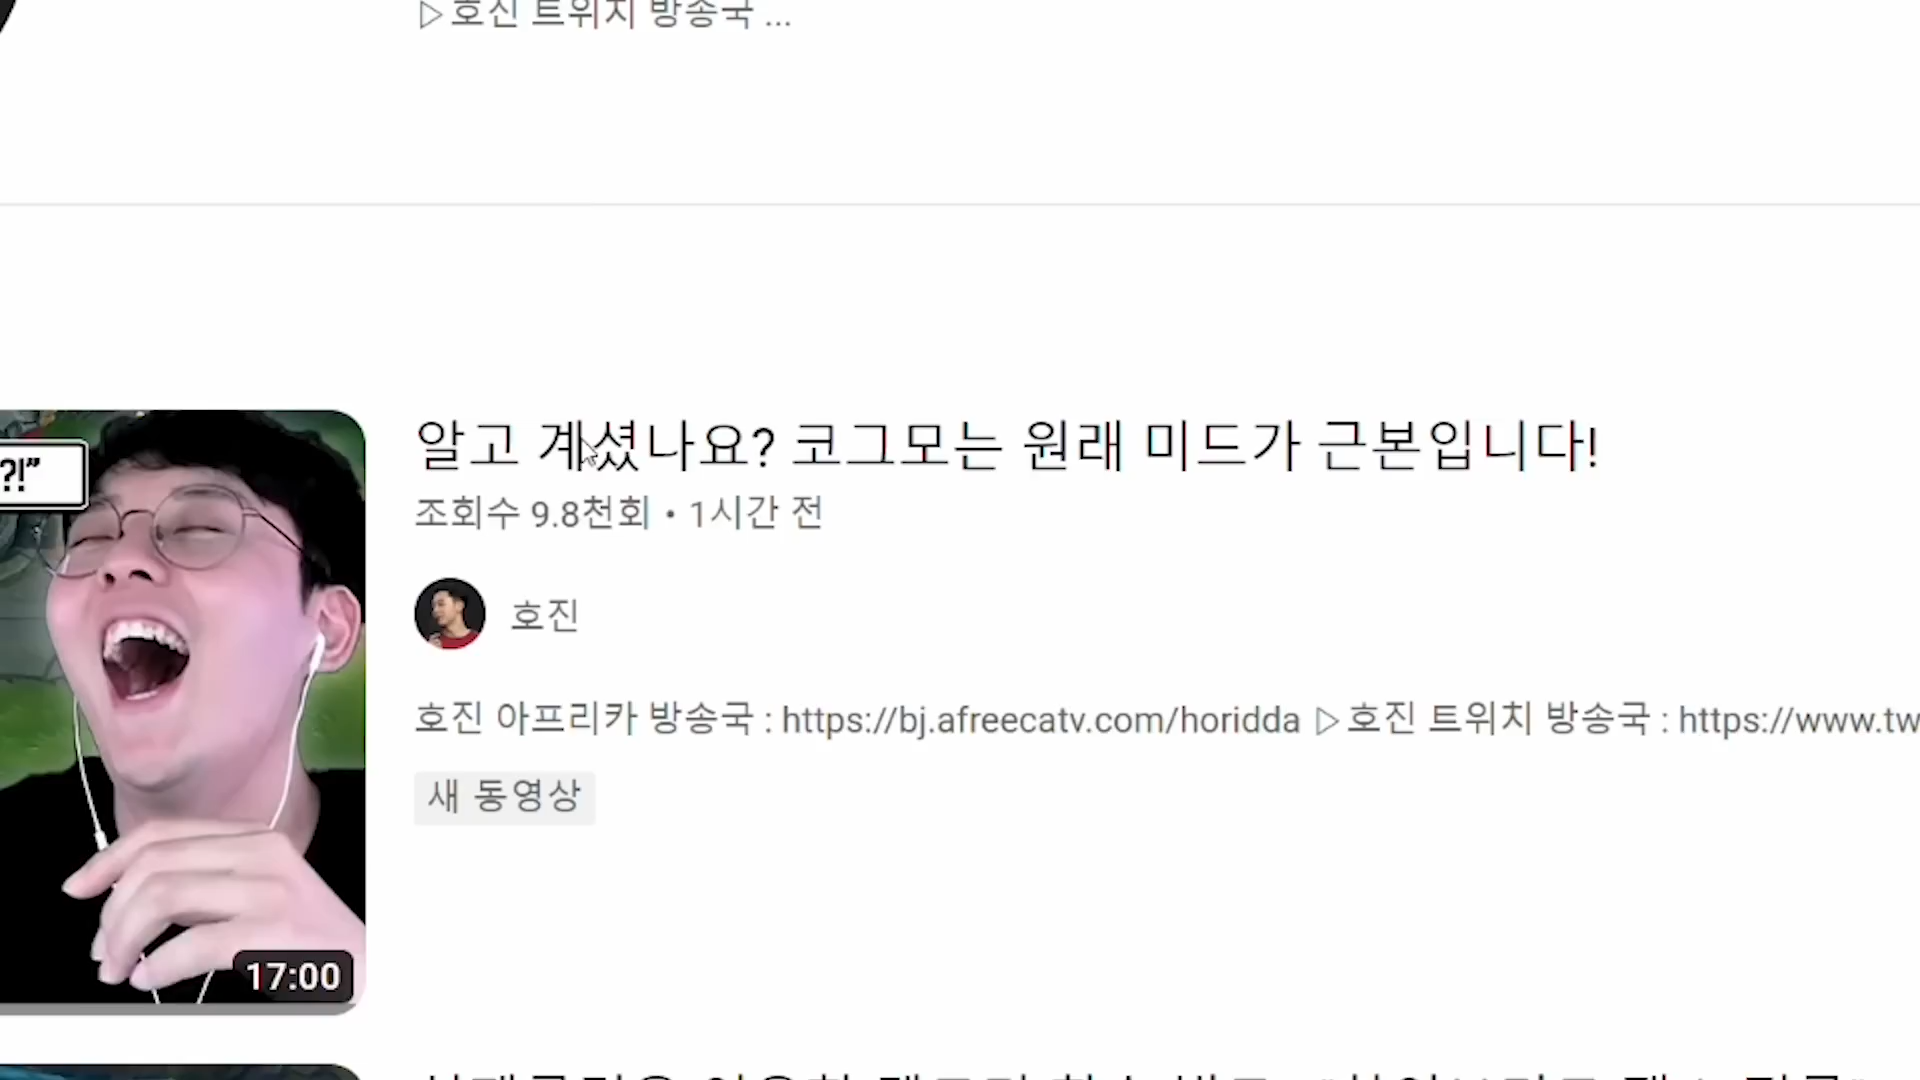 ▷호진 트위치 방송국 ...
?!”
알고 계셨나요? 코그모는 원래 미드가 근본입니다!
조회수 9.8천회 • 1시간 전
호진
호진 아프리카 방송국 : https://bj.afreecatv.com/horidda ▷호진 트위치 방송국 : https://www.tw
새 동영상
17:00